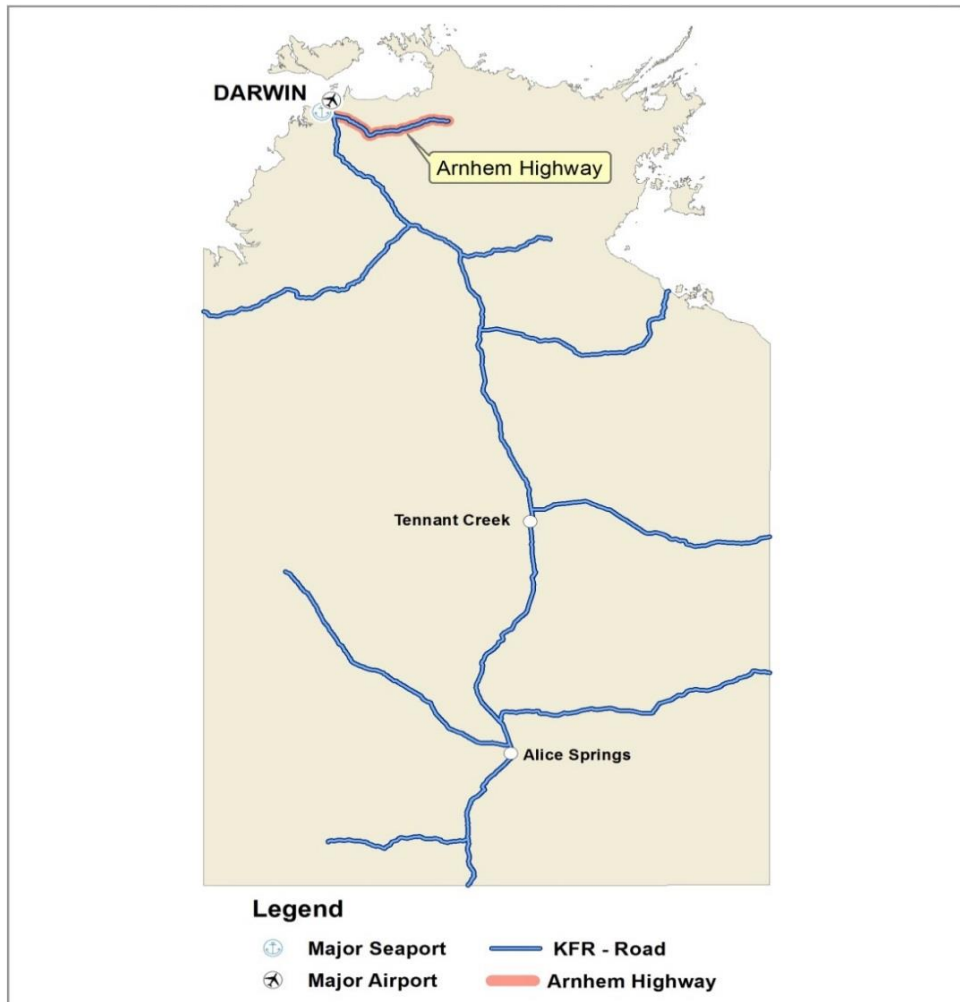 DARWIN
Arnhem Highway
Tennant Creek
Alice Springs
Legend
Major Seaport
KFR - Road
Major Airport
Arnhem Highway